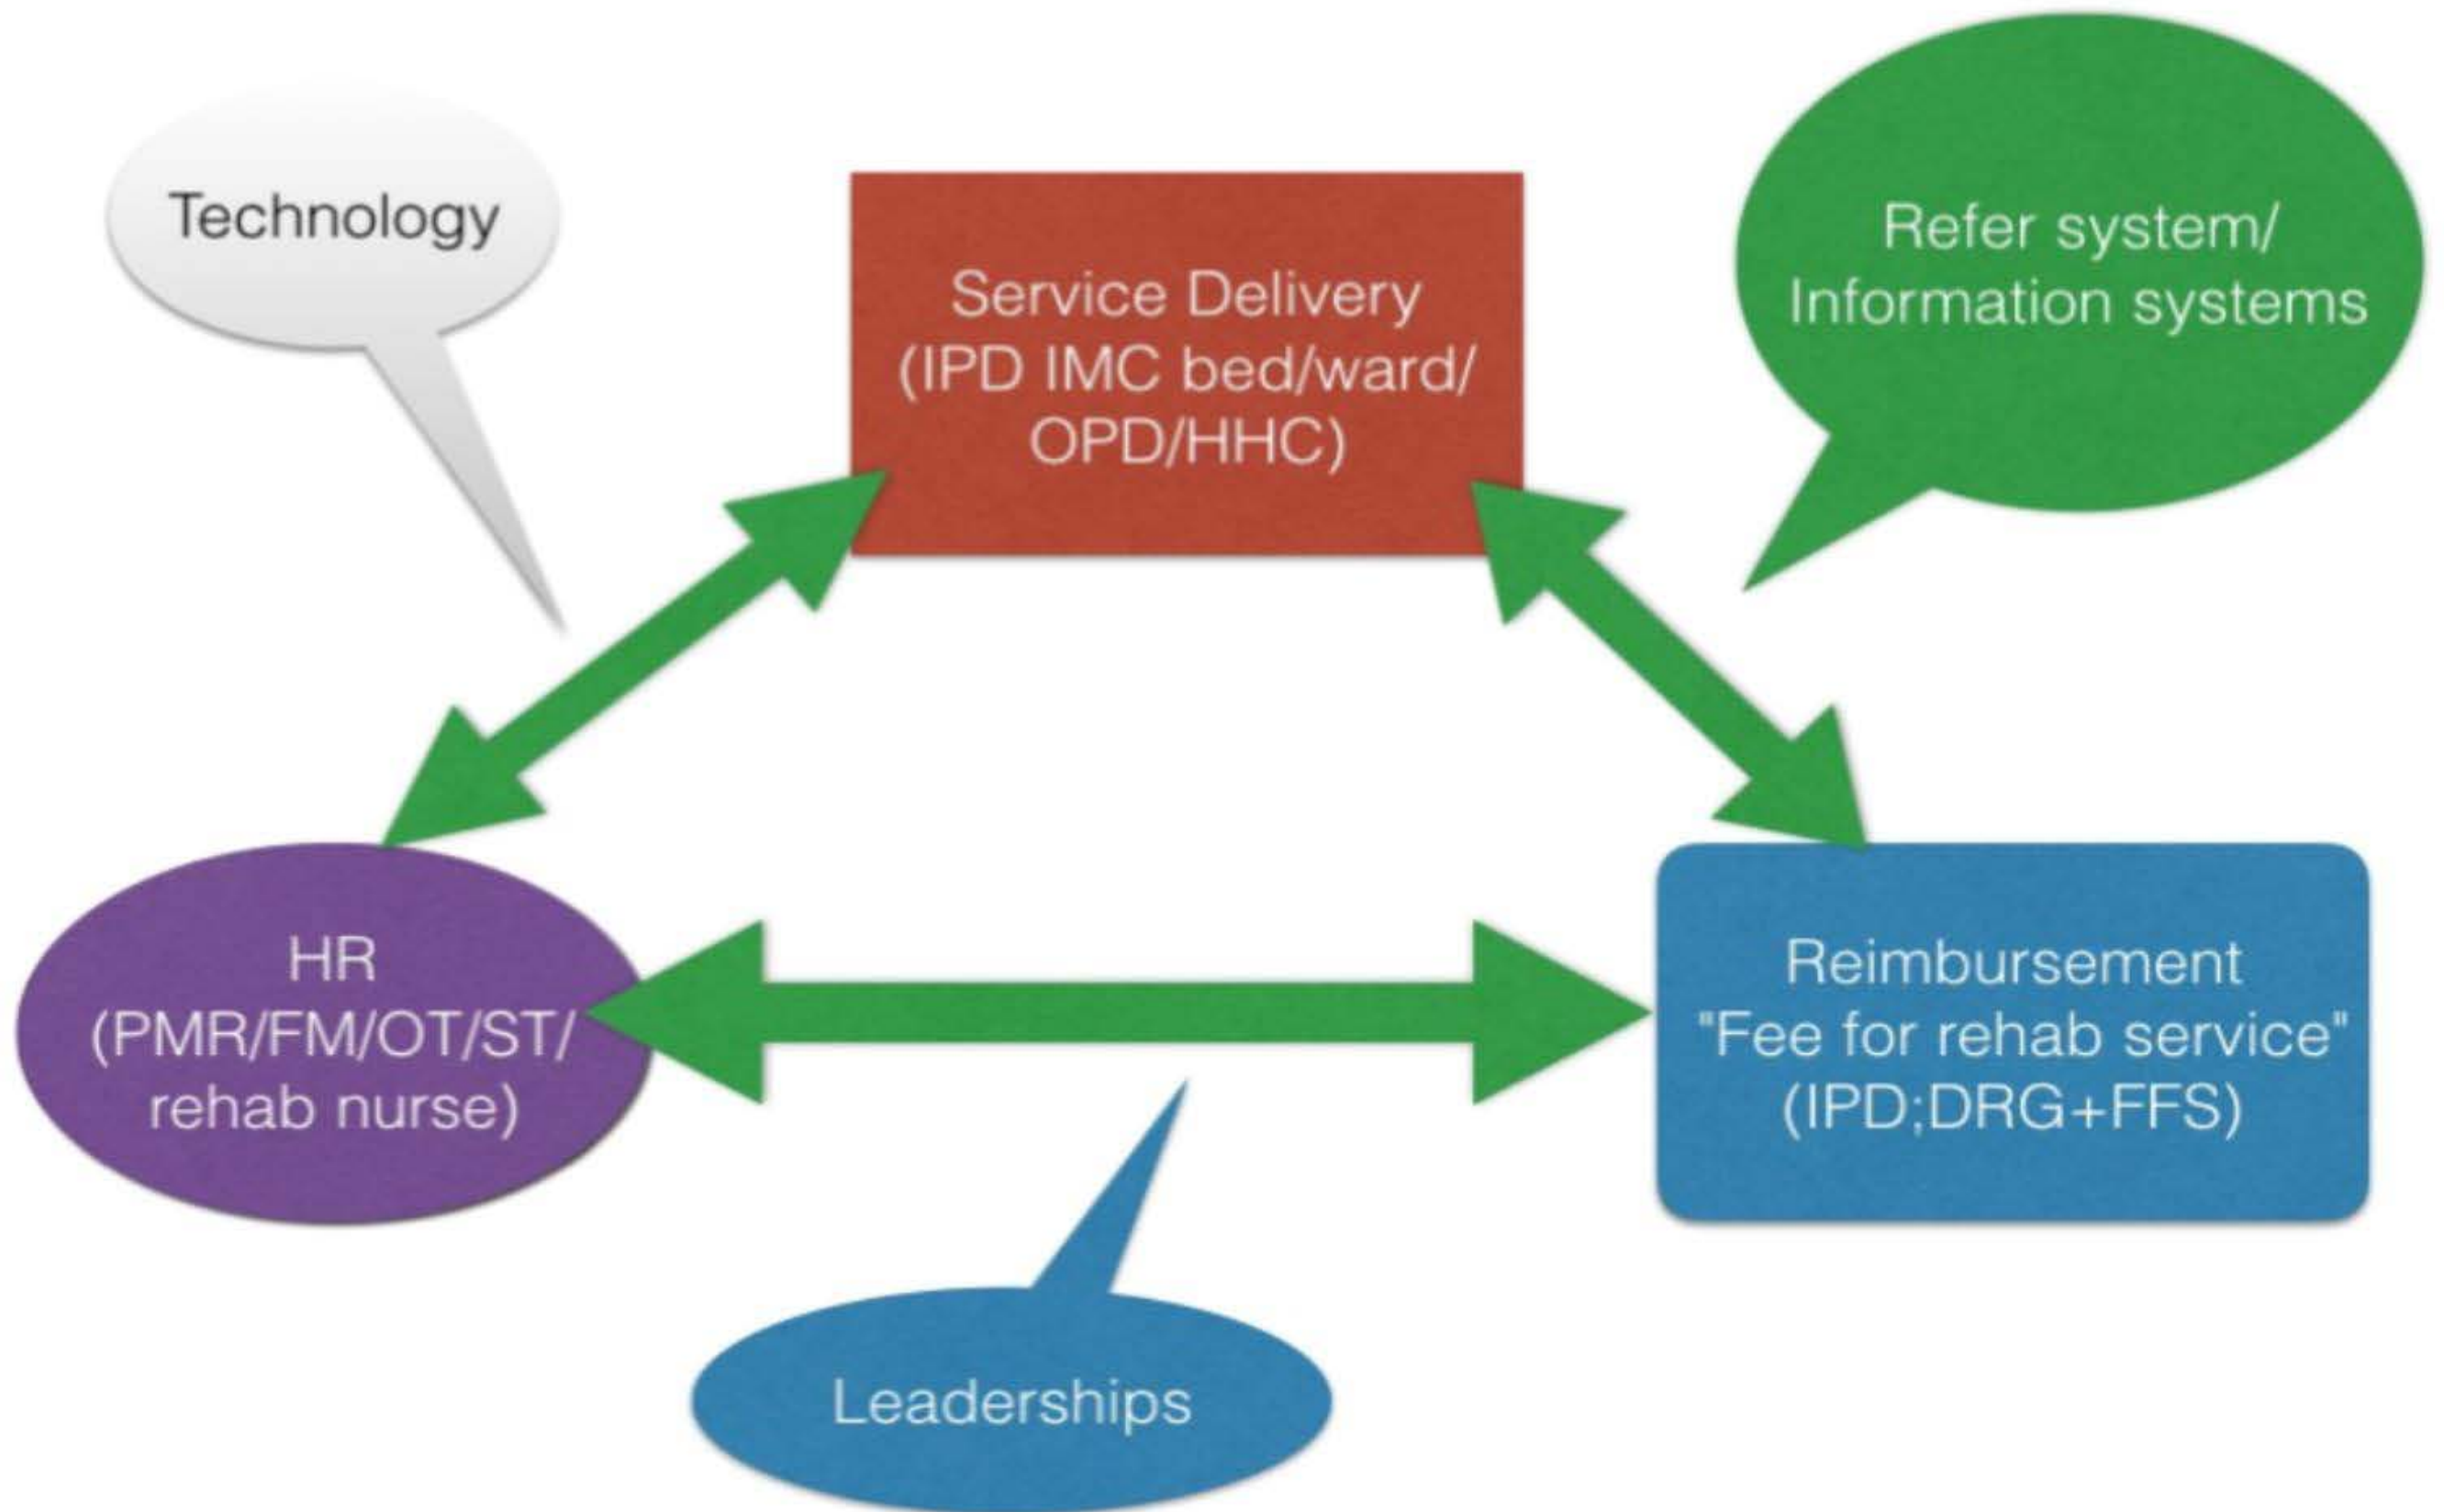 Technology
Service Delivery
(IPD IMC bed/ward/
OPD/HHC)
Refer system/
Information systems
HR
(PMR/FM/OT/ST/
rehab nurse)
Reimbursement
"Fee for rehab service"
(IPD;DRG+FFS)
Leaderships